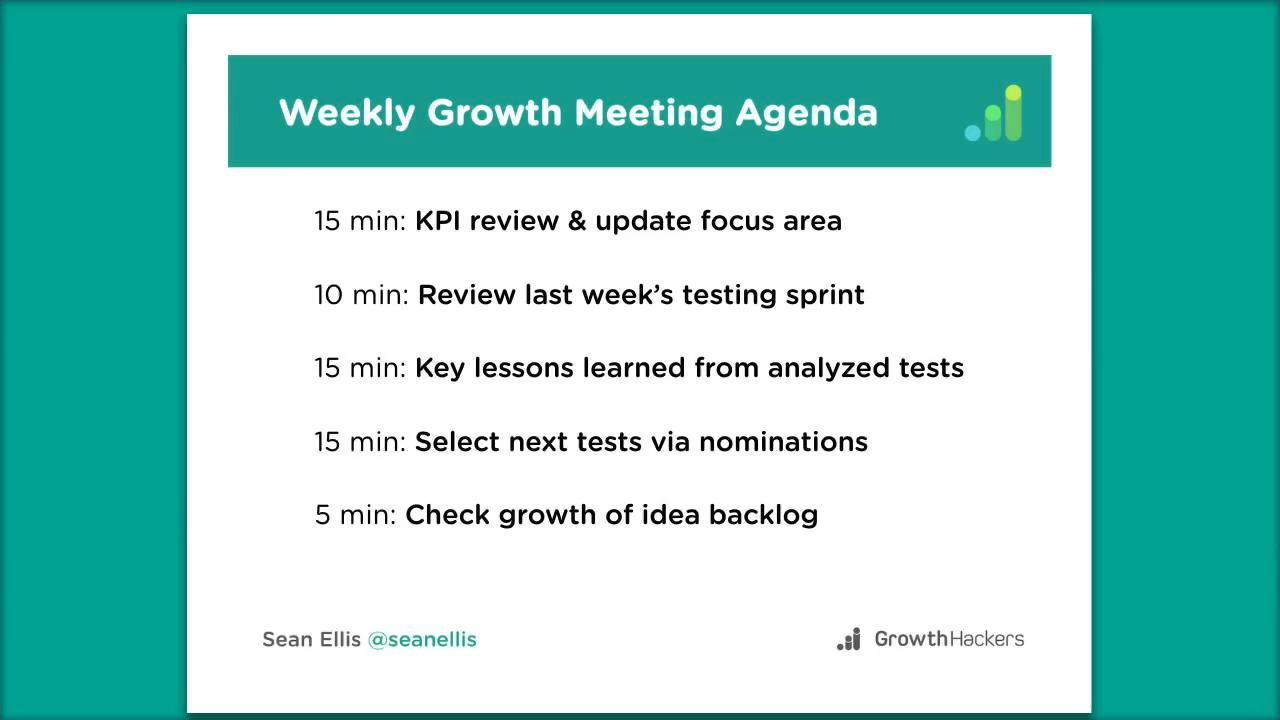 Weekly Growth Meeting Agenda
15 min: KPI review & update focus area
10 min: Review last week’s testing sprint
15 min: Key lessons learned from analyzed tests
15 min: Select next tests via nominations
5 min: Check growth of idea backlog
Sean Ellis @seanellis
GrowthHackers